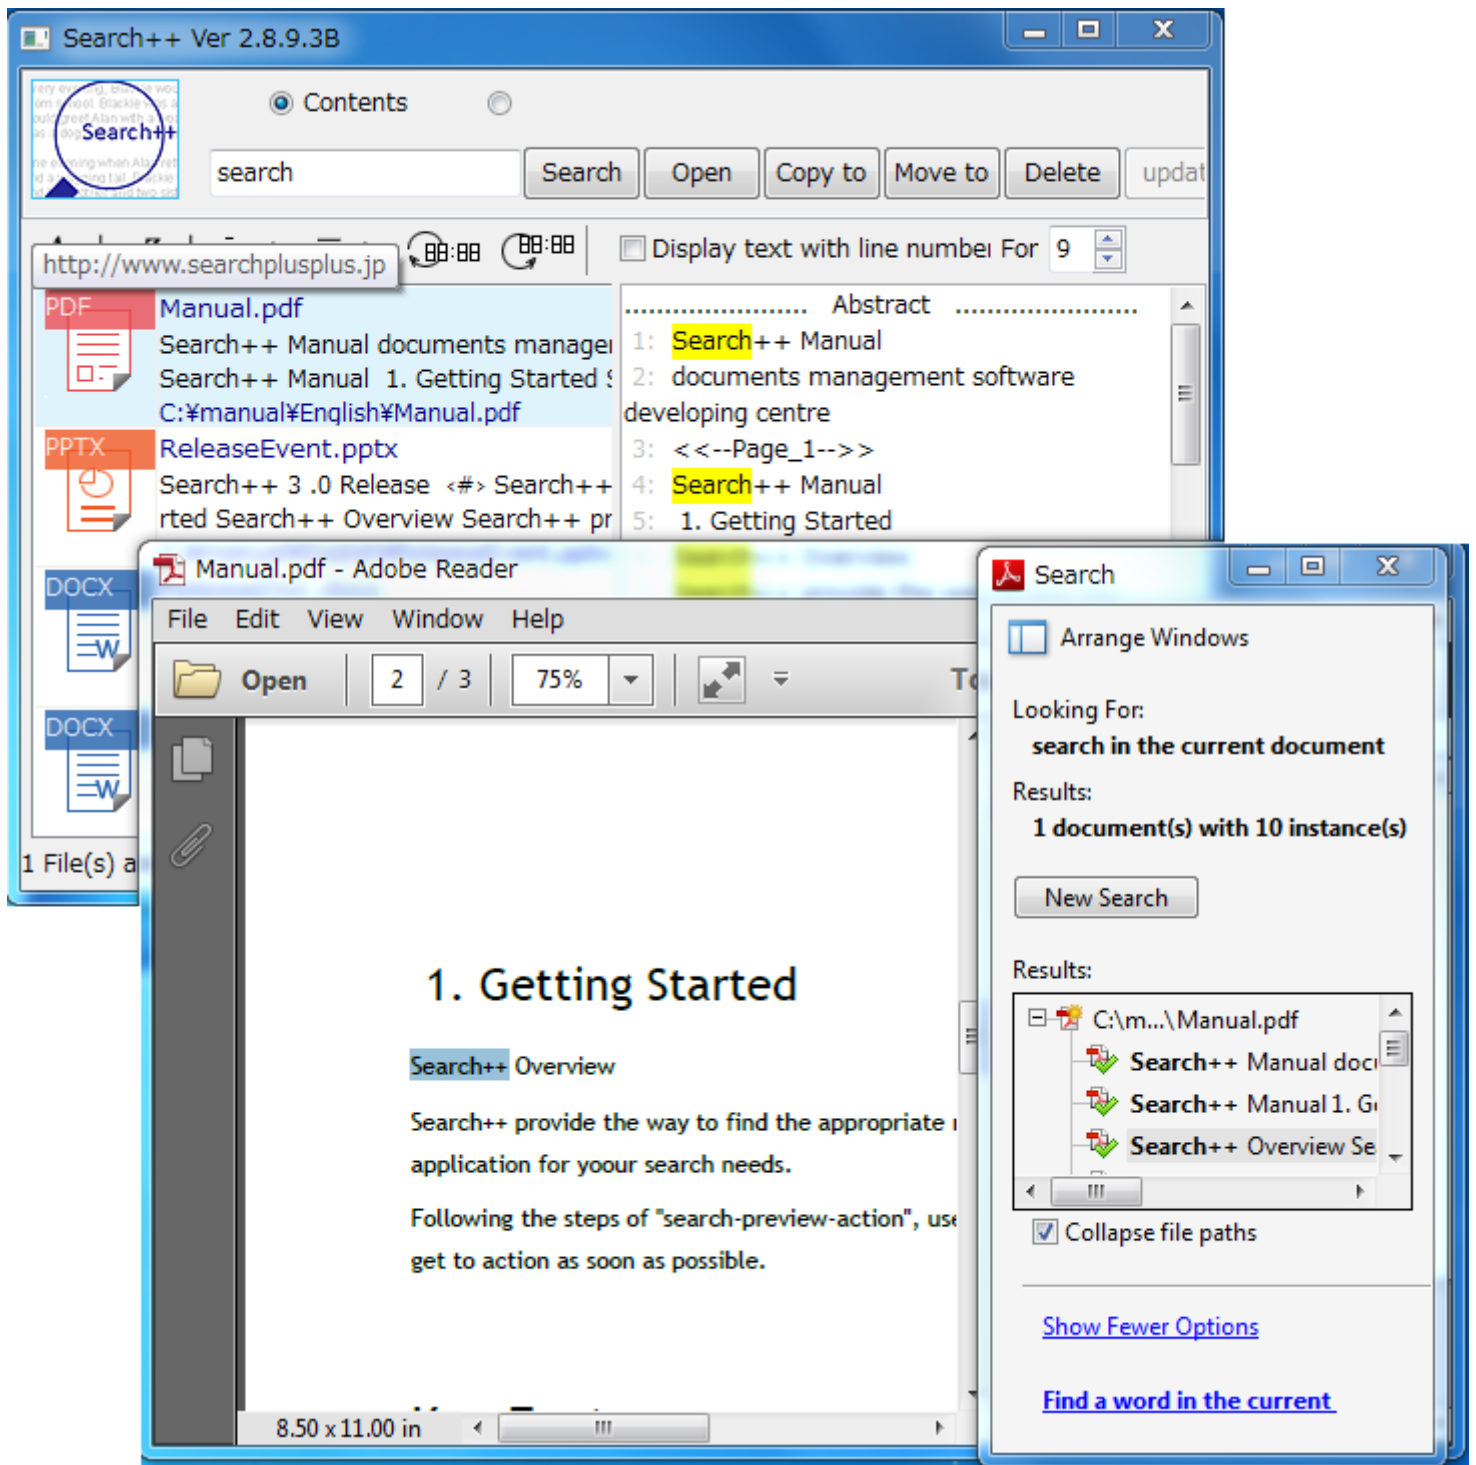 Search++ Ver 2.8.9.3B
Search++
Contents
search
Search
Open
Copy to
Move to
Delete
updat
http://www.searchplusplus.jp
88:88
88:88
Display text with line number For 9
PDF
Manual.pdf
Search++ Manual documents manager
Search++ Manual 1. Getting Started S
C:¥manual¥English¥Manual.pdf
PPTX
ReleaseEvent.pptx
Search++ 3 .0 Release <#> Search++
rted Search++ Overview Search++ pr
DOCX
DOCX
1 File(s) a
...................... Abstract ......................
1: Search++ Manual
2: documents management software
developing centre
3: <<--Page_1-->>
4: Search++ Manual
5: 1. Getting Started
Manual.pdf - Adobe Reader
File Edit View Window Help
Open
2 / 3
75%
To
1. Getting Started
Search++ Overview
Search++ provide the way to find the appropriate
application for yoour search needs.
Following the steps of "search-preview-action", use
get to action as soon as possible.
8.50 x 11.00 in
Search
Arrange Windows
Looking For:
search in the current document
Results:
1 document(s) with 10 instance(s)
New Search
Results:
C:\m...\Manual.pdf
Search++ Manual doc
Search++ Manual 1. G
Search++ Overview Se
Collapse file paths
Show Fewer Options
Find a word in the current